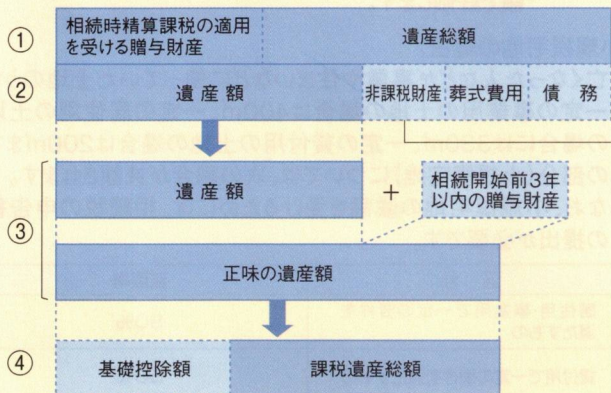 ①
相続時精算課税の適用
を受ける贈与財産
遺産総額
②
遺産額
非課税財産
葬式費用
債務
③
遺産額
+
相続開始前3年
以内の贈与財産
正味の遺産額
④
基礎控除額
課税遺産総額